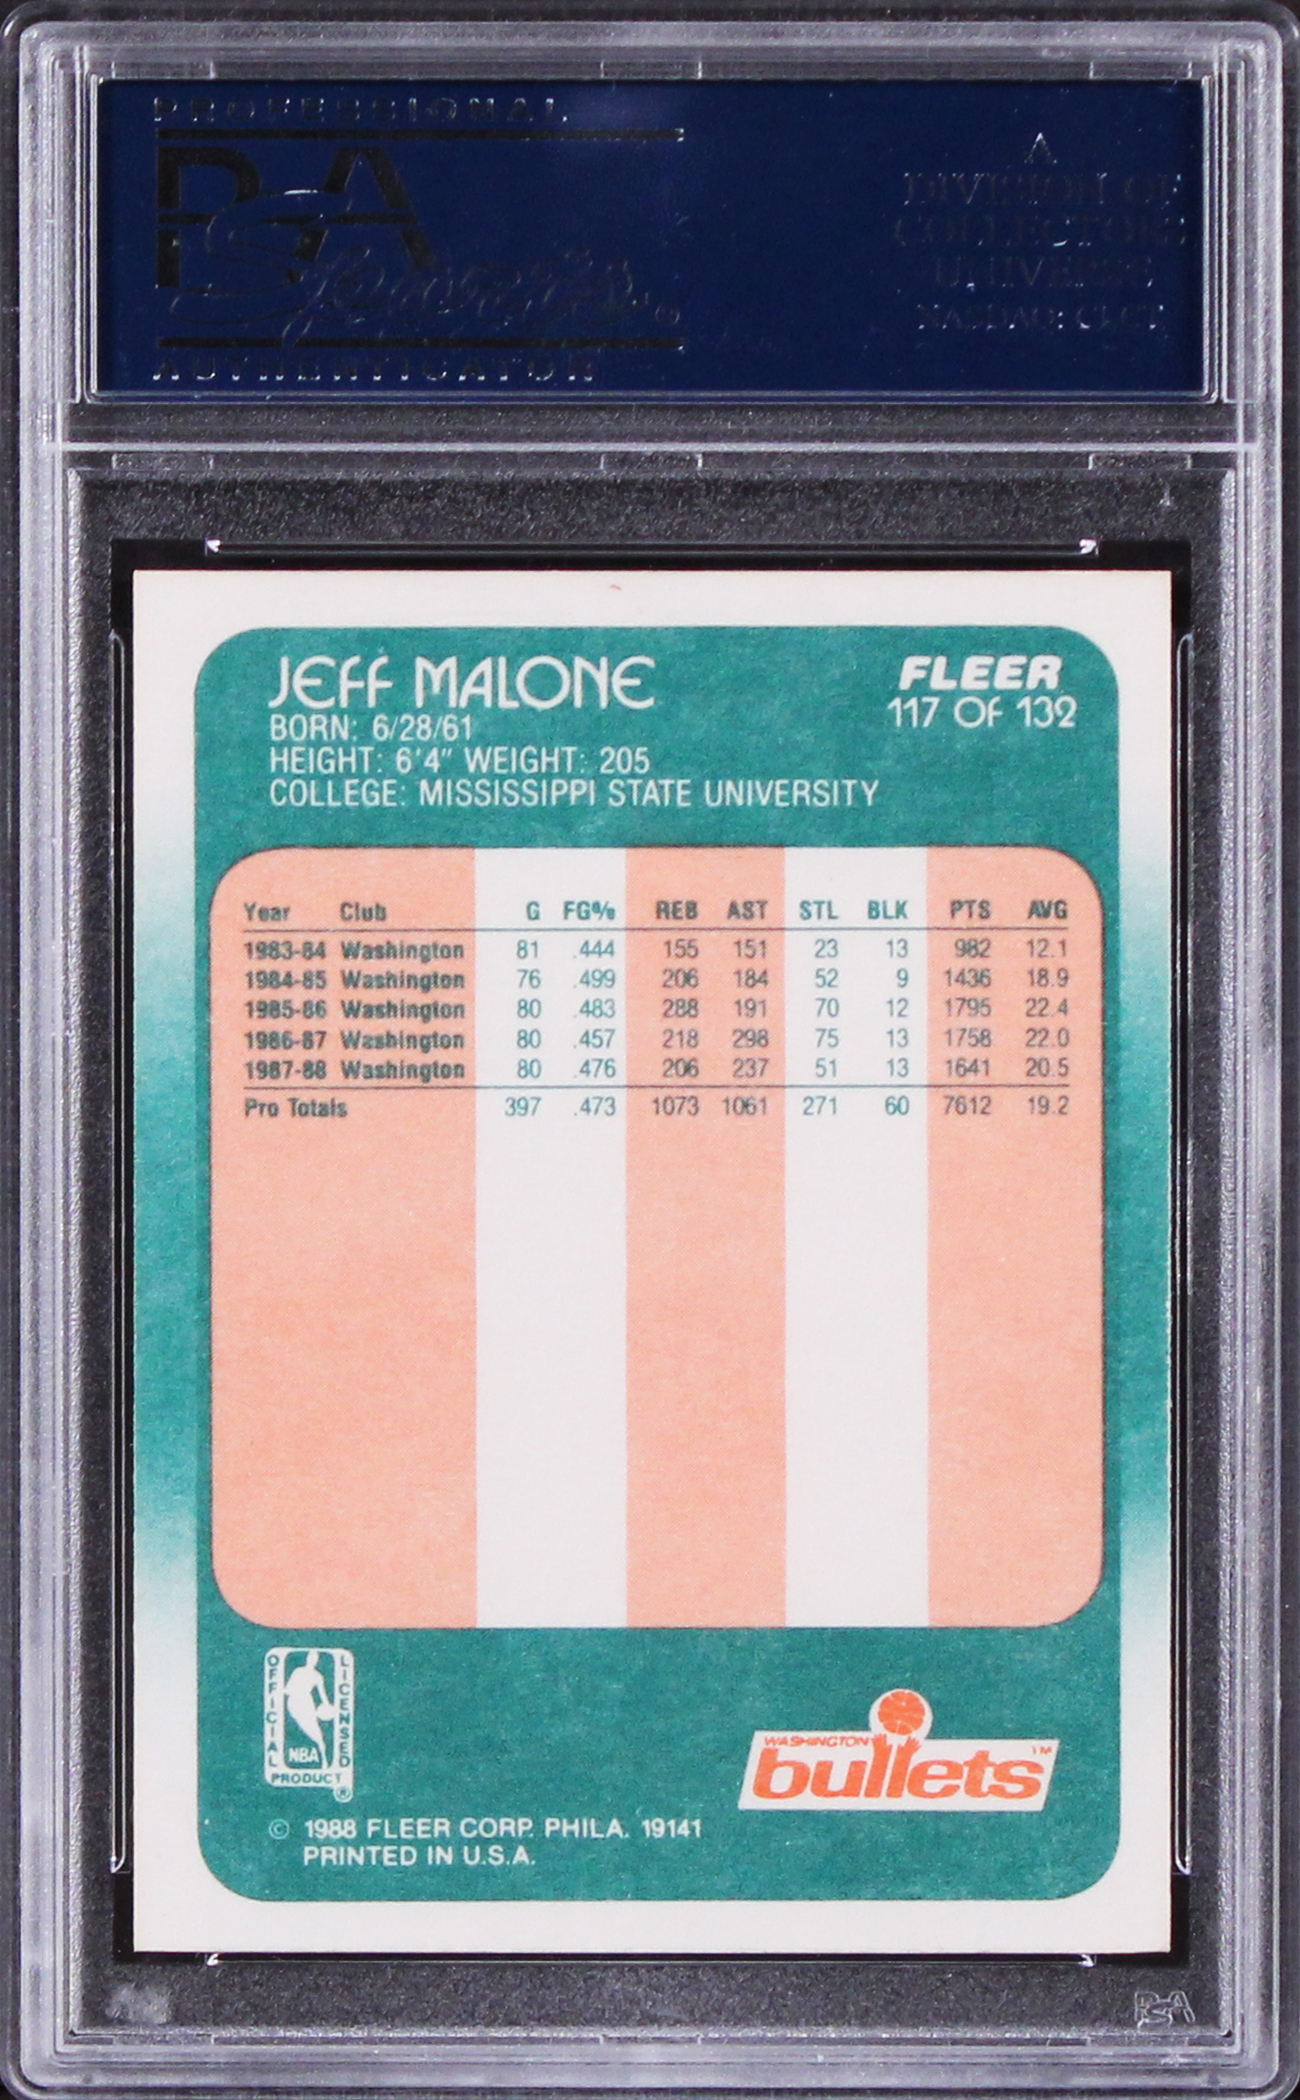 PROFESSIONAL
PSA
Sports ®
AUTHENTICATOR
A
DIVISION OF
COLLECTORS
UNIVERSE
NASDAQ: CLCT
JEFF MALONE
BORN: 6/28/61
HEIGHT: 6'4" WEIGHT: 205
COLLEGE: MISSISSIPPI STATE UNIVERSITY
FLEER
117 OF 132
Year Club G FG% REB AST STL BLK PTS AVG
1983-84 Washington 81 .444 155 151 23 13 982 12.1
1984-85 Washington 76 .499 206 184 52 9 1436 18.9
1985-86 Washington 80 .483 288 191 70 12 1795 22.4
1986-87 Washington 80 .457 218 298 75 13 1758 22.0
1987-88 Washington 80 .476 206 237 51 13 1641 20.5
Pro Totals 397 .473 1073 1061 271 60 7612 19.2
OFFICIAL LICENSED
NBA
PRODUCT ®
WASHINGTON
bullets ™
© 1988 FLEER CORP. PHILA. 19141
PRINTED IN U.S.A.
PSA